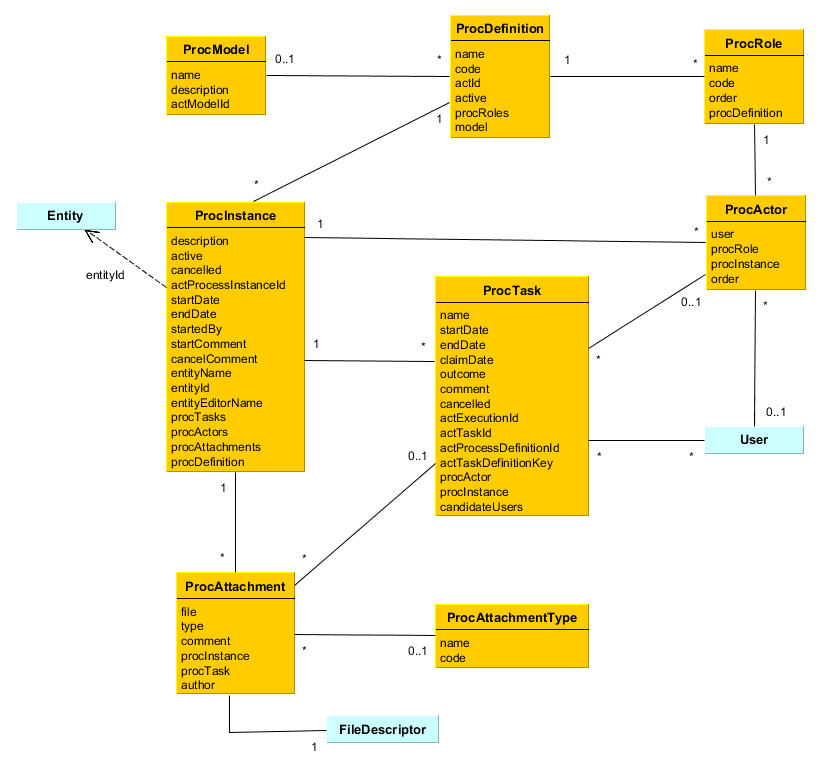 ProcModel
name
description
actModelId
0..1
*
ProcDefinition
name
code
actId
active
procRoles
model
1
*
ProcRole
name
code
order
procDefinition
1
*
1
*
Entity
entityId
ProcInstance
description
active
cancelled
actProcessInstanceId
startDate
endDate
startedBy
startComment
cancelComment
entityName
entityId
entityEditorName
procTasks
procActors
procAttachments
procDefinition
1
*
ProcActor
user
procRole
procInstance
order
0..1
*
*
0..1
1
*
ProcTask
name
startDate
endDate
claimDate
outcome
comment
cancelled
actExecutionId
actTaskId
actProcessDefinitionId
actTaskDefinitionKey
procActor
procInstance
candidateUsers
*
*
User
0..1
*
1
*
ProcAttachment
file
type
comment
procInstance
procTask
author
*
0..1
ProcAttachmentType
name
code
1
FileDescriptor